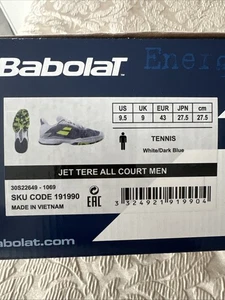 BABOLAT Energ
US UK EUR JPN cm
9.5 9 43 27.5 27.5
TENNIS
White/Dark Blue
JET TERE ALL COURT MEN
30S22649 - 1069
SKU CODE 191990
MADE IN VIETNAM
EAC
3 324921 919904
abolat.com